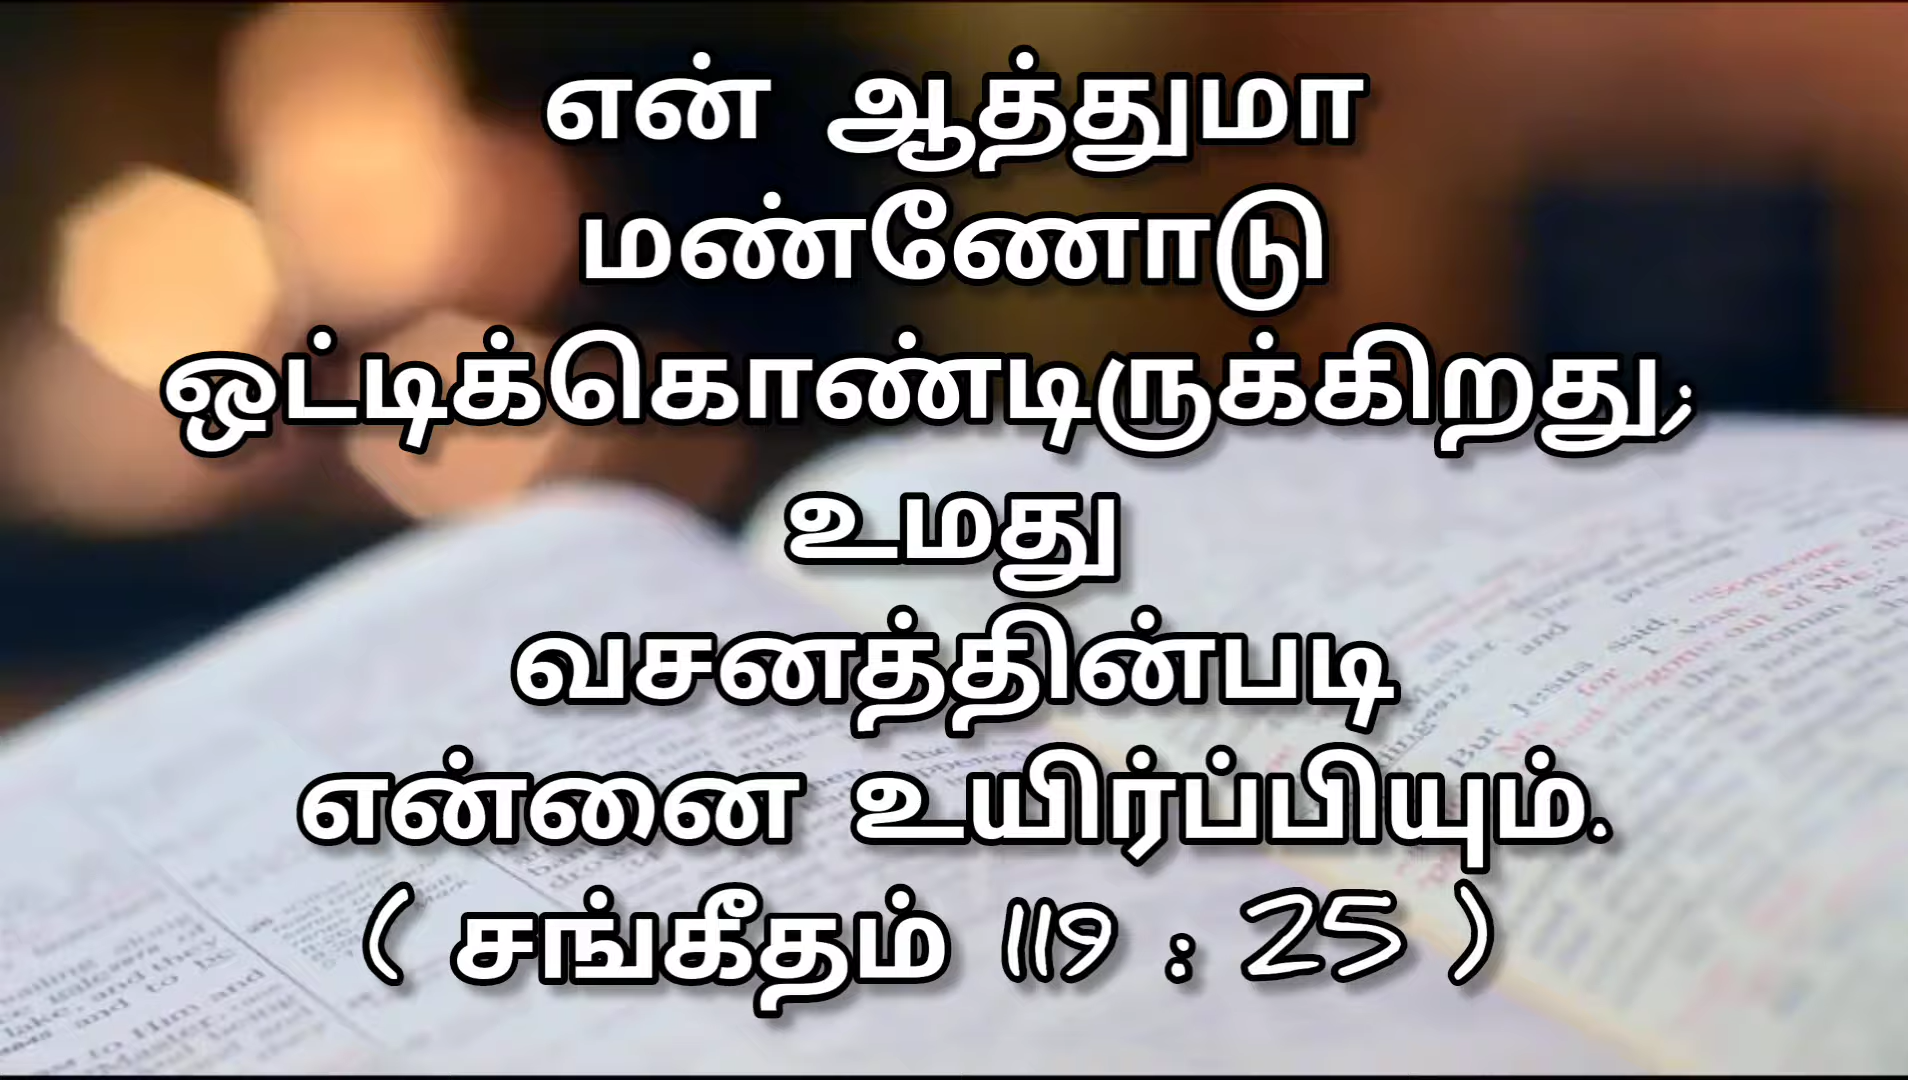 என் ஆத்துமா
மண்ணோடு
ஒட்டிக்கொண்டிருக்கிறது;
உமது
வசனத்தின்படி
என்னை உயிர்ப்பியும்.
( சங்கீதம் 119 : 25 )